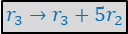 r₃ → r₃ + 5r₂